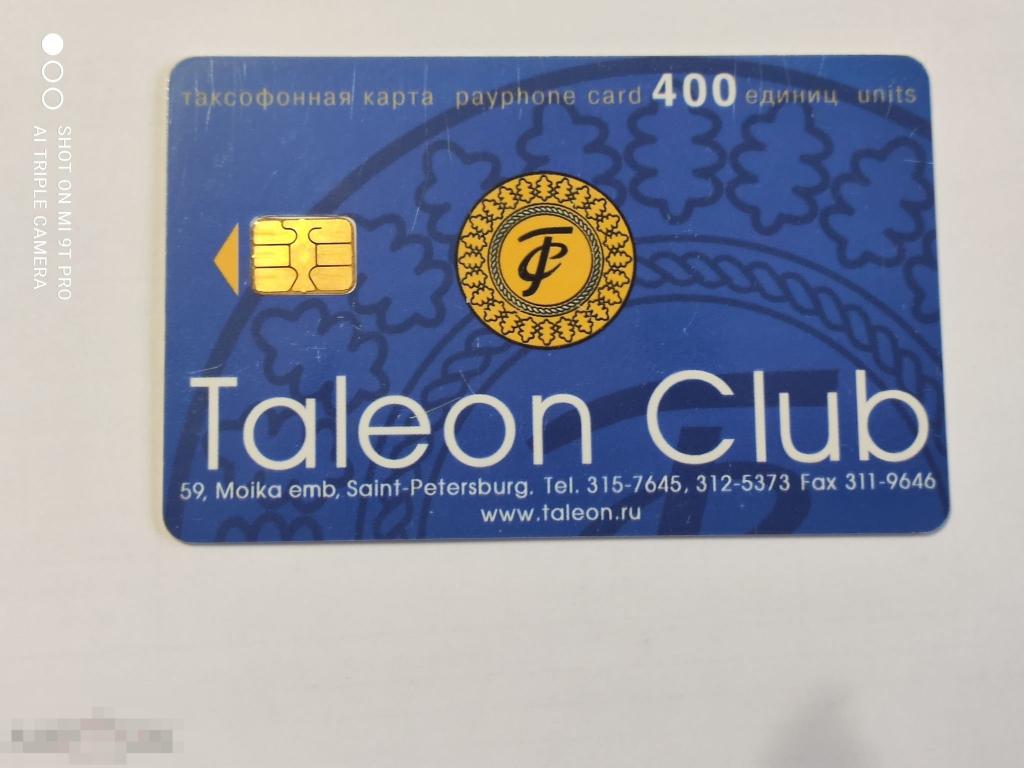 таксофонная карта payphone card 400 единиц units
Taleon Club
59, Moika emb, Saint-Petersburg. Tel. 315-7645, 312-5373 Fax 311-9646
www.taleon.ru
SHOT ON MI 9T PRO
AI TRIPLE CAMERA